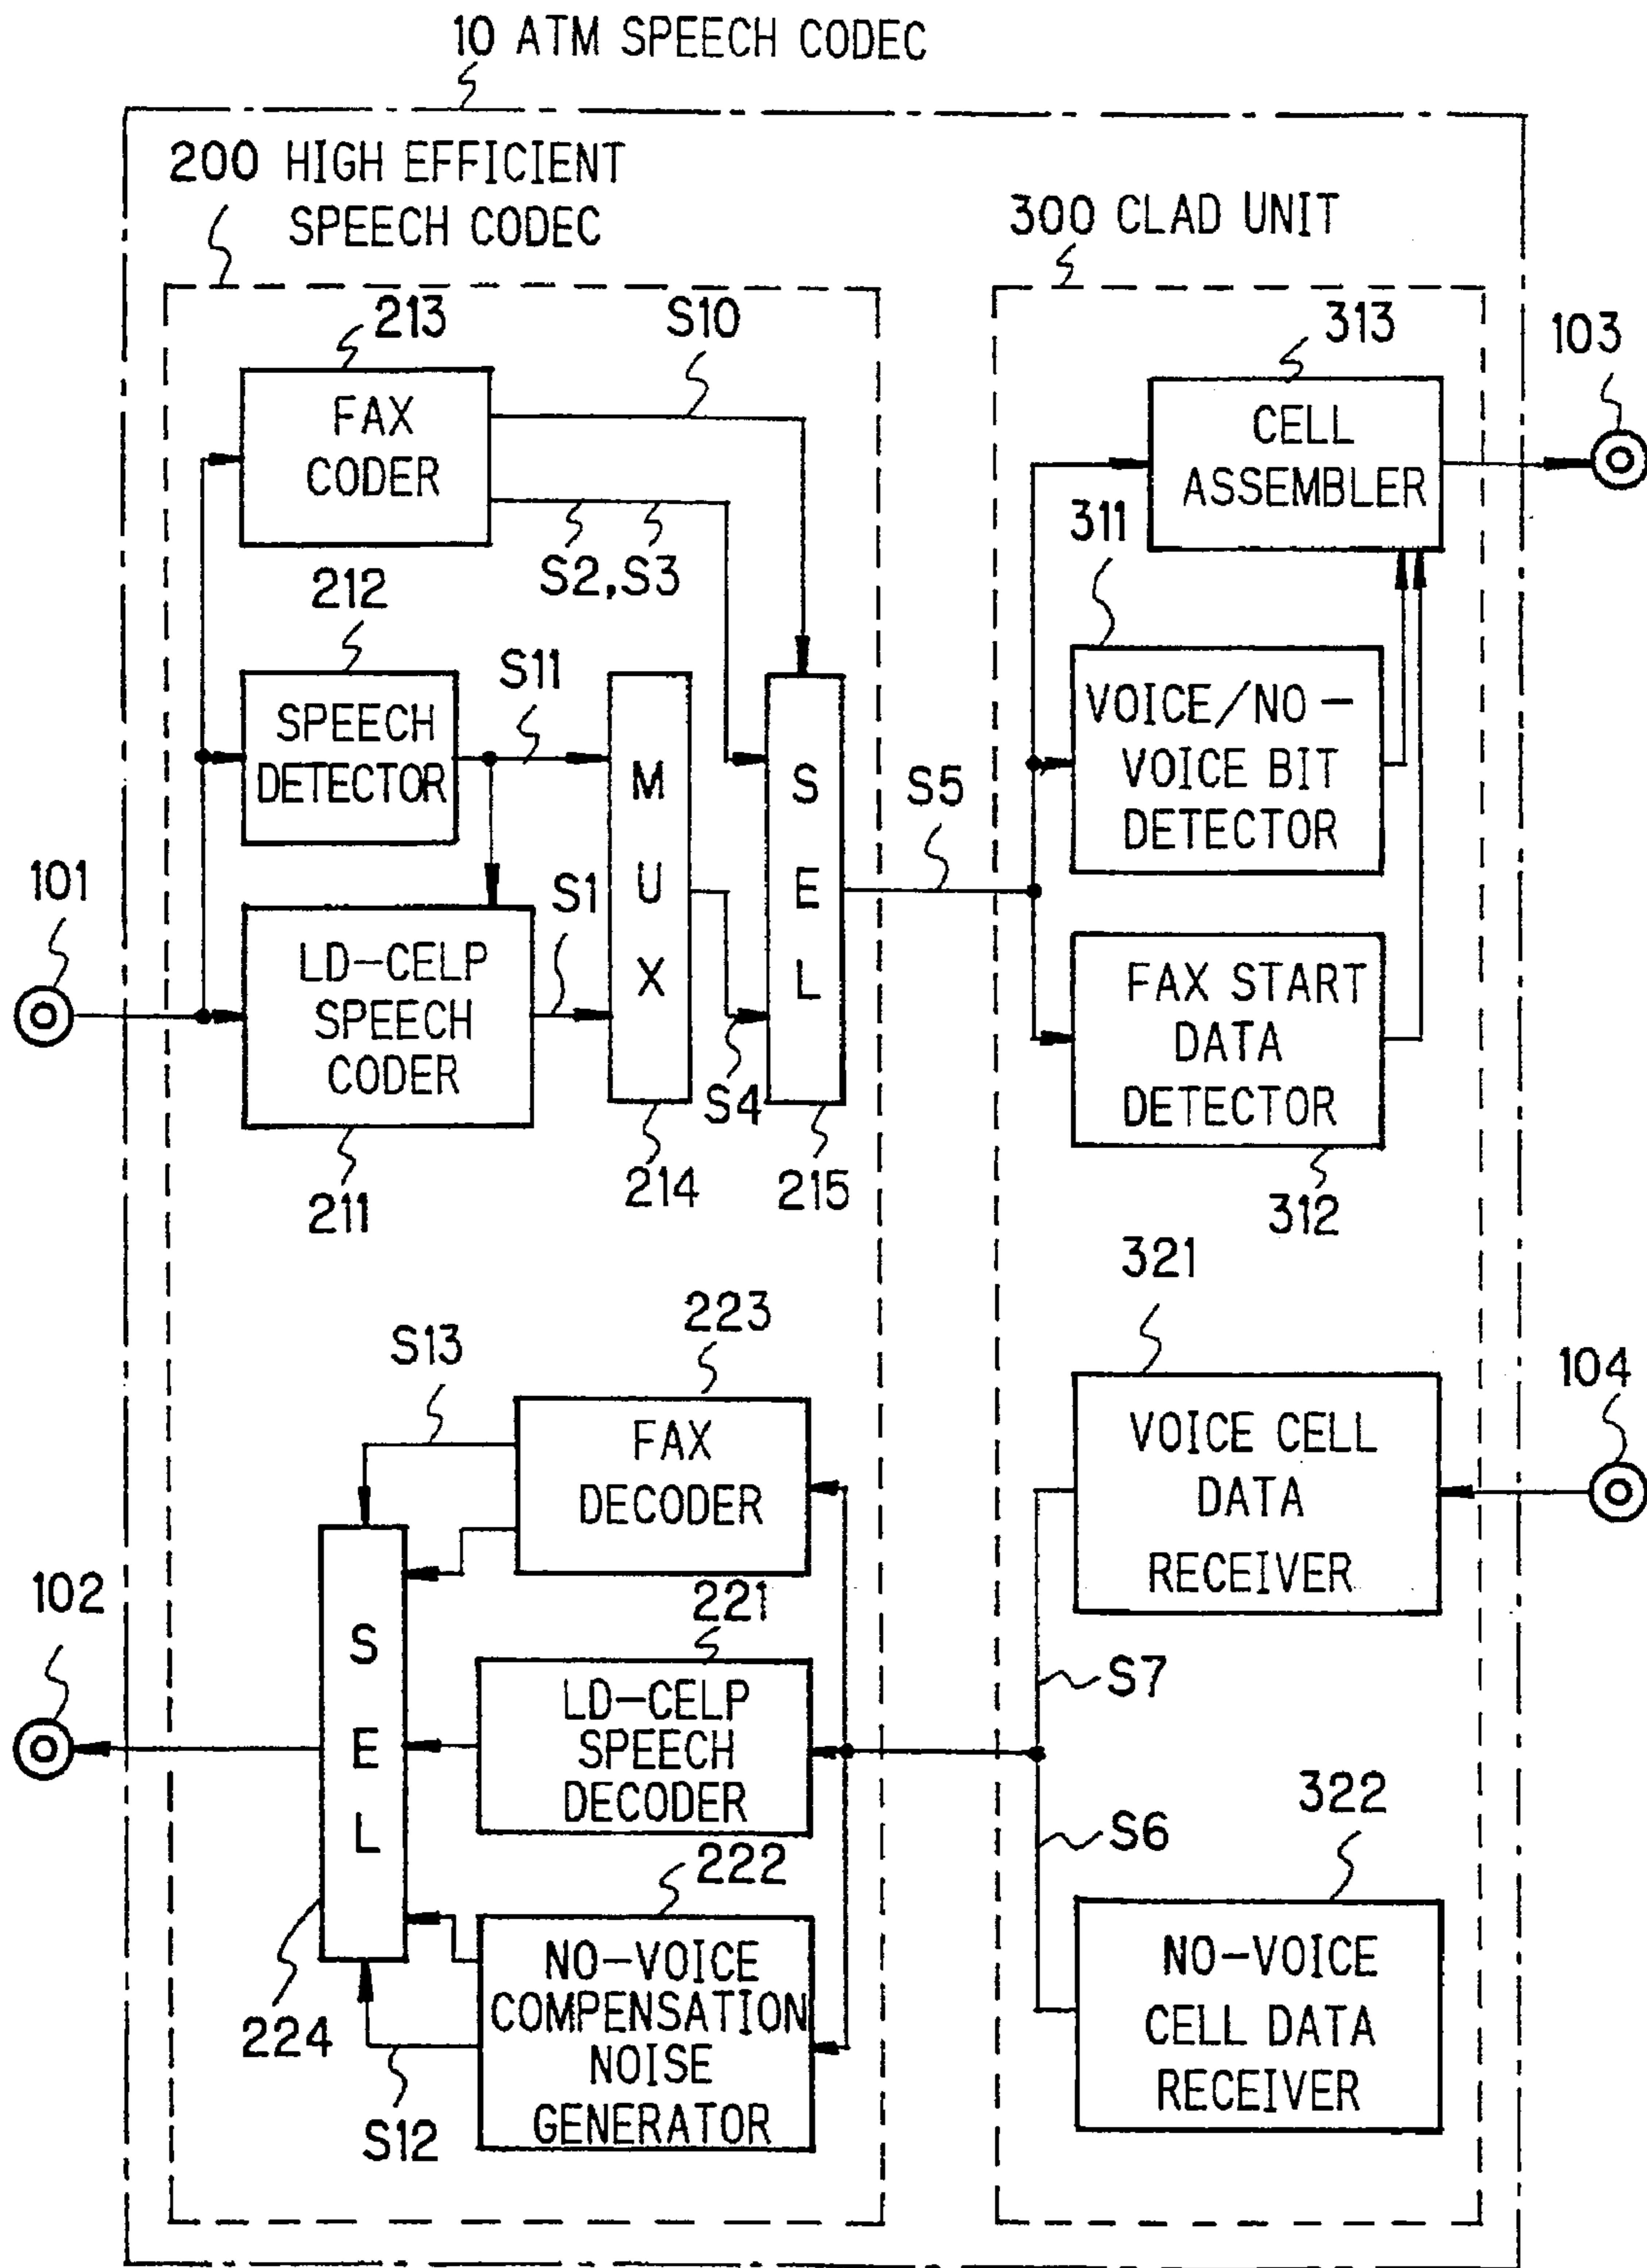 10 ATM SPEECH CODEC
200 HIGH EFFICIENT
SPEECH CODEC
300 CLAD UNIT
213
S10
313
103
FAX
CODER
CELL
ASSEMBLER
S2,S3
311
212
S11
SPEECH
DETECTOR
MUX
SEL
S5
VOICE/NO-
VOICE BIT
DETECTOR
101
S1
LD-CELP
SPEECH
CODER
S4
FAX START
DATA
DETECTOR
211
214
215
312
321
223
S13
104
FAX
DECODER
VOICE CELL
DATA
RECEIVER
102
221
SEL
LD-CELP
SPEECH
DECODER
S7
S6
322
222
NO-VOICE
COMPENSATION
NOISE
GENERATOR
224
S12
NO-VOICE
CELL DATA
RECEIVER